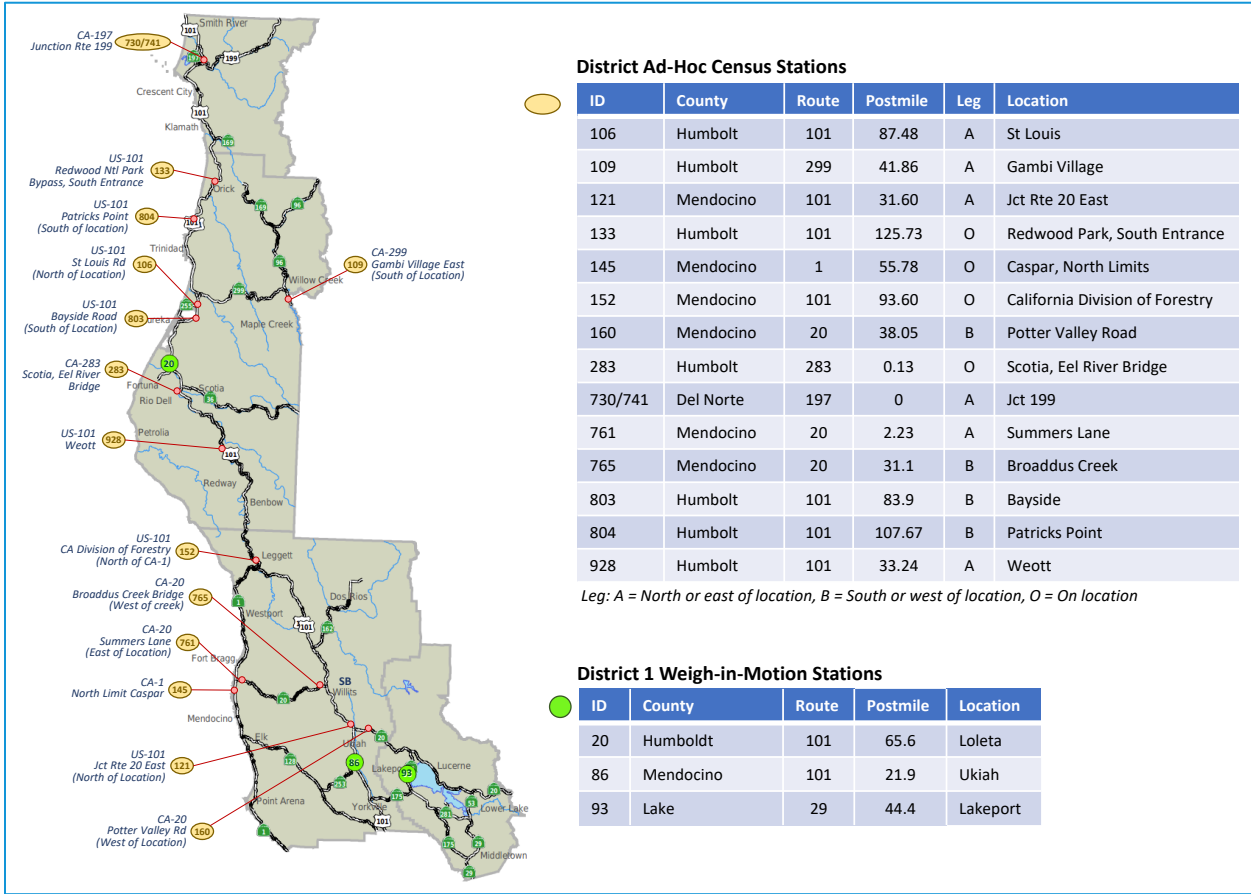 101
Smith River
CA-197
Junction Rte 199
730/741
199
197
Crescent City
101
Klamath
169
US-101
Redwood Ntl Park
Bypass, South Entrance
133
Orick
169
96
US-101
Patricks Point
(South of location)
804
101
Trinidad
US-101
St Louis Rd
(North of Location)
106
96
CA-299
Gambi Village East
(South of Location)
109
Willow Creek
299
255
US-101
Bayside Road
(South of Location)
803
ureka
Maple Creek
20
CA-283
Scotia, Eel River
Bridge
283
Fortuna
Scotia
36
Rio Dell
US-101
Weott
928
Petrolia
101
Redway
Benbow
US-101
CA Division of Forestry
(North of CA-1)
152
Leggett
CA-20
Broaddus Creek Bridge
(West of creek)
765
1
Westport
Dos Rios
101
162
CA-20
Summers Lane
(East of Location)
761
Fort Bragg
CA-1
North Limit Caspar
145
SB
Willits
20
Mendocino
Elk
US-101
Jct Rte 20 East
(North of Location)
121
128
Ukiah
20
86
253
Lakeport
93
Lucerne
20
Point Arena
175
53
Yorkville
281
Lower Lake
CA-20
Potter Valley Rd
(West of Location)
160
1
101
175
29
Middletown
29
District Ad-Hoc Census Stations
ID County Route Postmile Leg Location
106 Humbolt 101 87.48 A St Louis
109 Humbolt 299 41.86 A Gambi Village
121 Mendocino 101 31.60 A Jct Rte 20 East
133 Humbolt 101 125.73 O Redwood Park, South Entrance
145 Mendocino 1 55.78 O Caspar, North Limits
152 Mendocino 101 93.60 O California Division of Forestry
160 Mendocino 20 38.05 B Potter Valley Road
283 Humbolt 283 0.13 O Scotia, Eel River Bridge
730/741 Del Norte 197 0 A Jct 199
761 Mendocino 20 2.23 A Summers Lane
765 Mendocino 20 31.1 B Broaddus Creek
803 Humbolt 101 83.9 B Bayside
804 Humbolt 101 107.67 B Patricks Point
928 Humbolt 101 33.24 A Weott
Leg: A = North or east of location, B = South or west of location, O = On location
District 1 Weigh-in-Motion Stations
ID County Route Postmile Location
20 Humboldt 101 65.6 Loleta
86 Mendocino 101 21.9 Ukiah
93 Lake 29 44.4 Lakeport